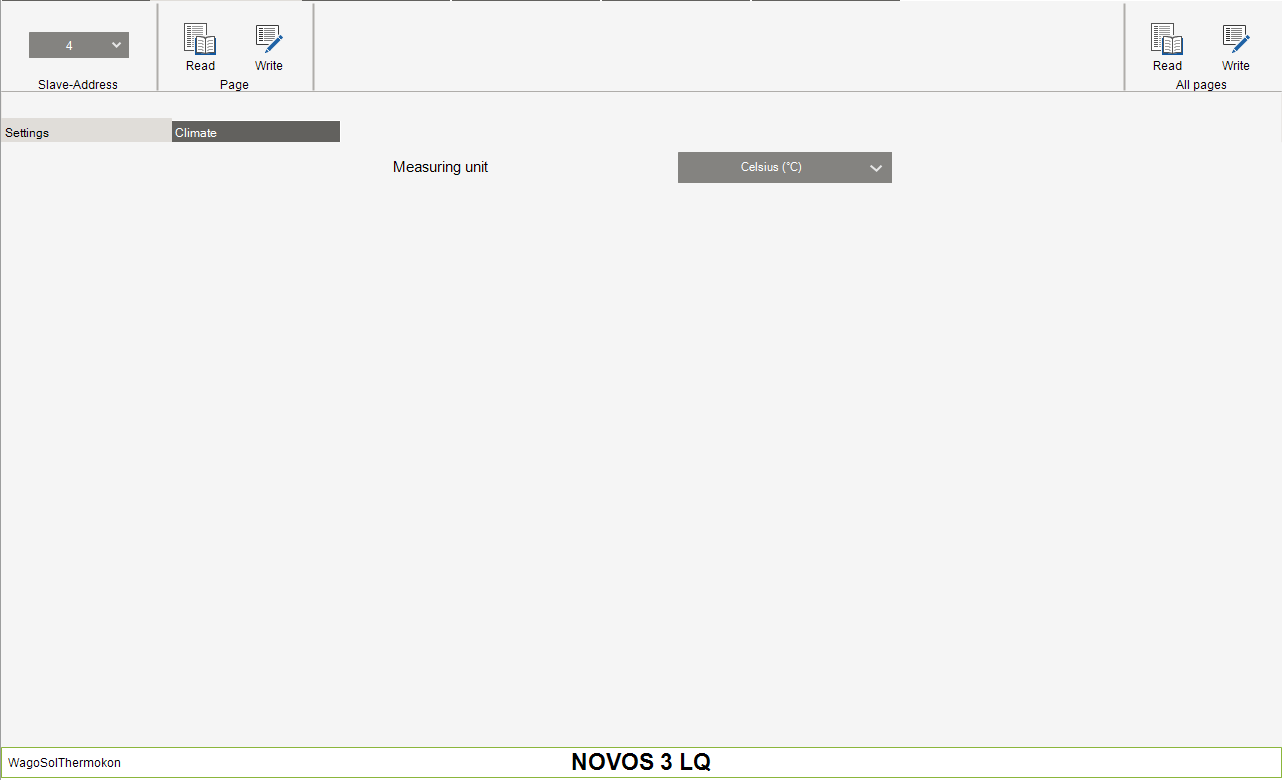 4
Slave-Address
Read Write
Page
Read Write
All pages
Settings Climate
Measuring unit Celsius (°C)
WagoSolThermokon NOVOS 3 LQ